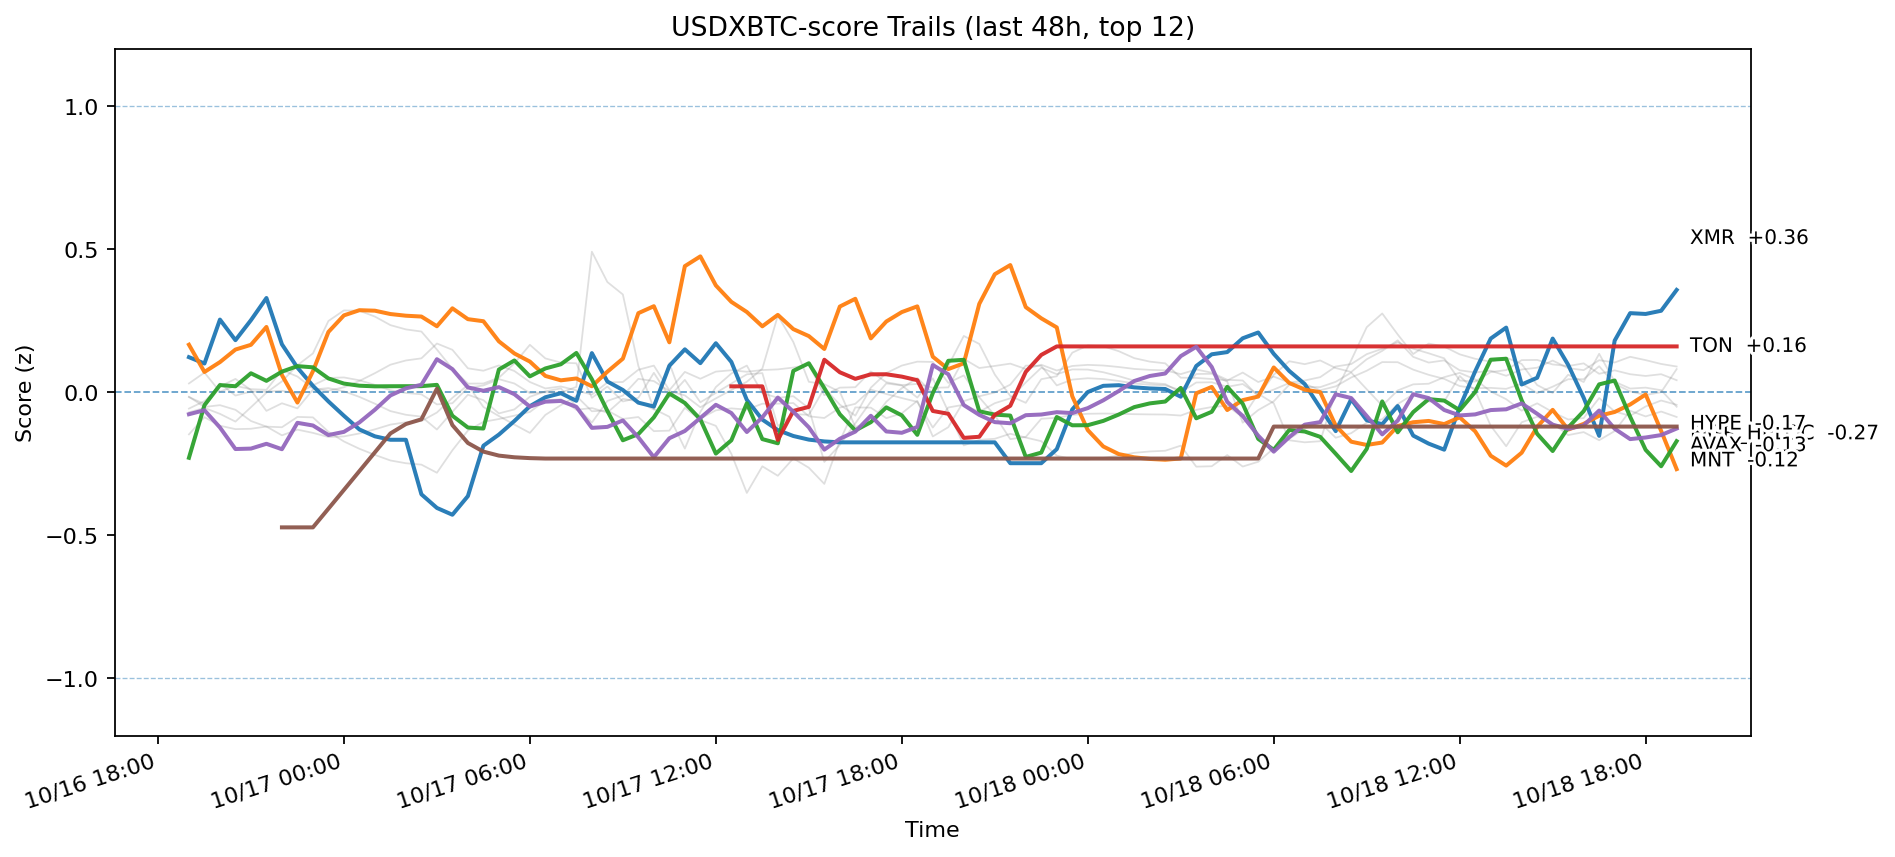 USDXBTC-score Trails (last 48h, top 12)
Score (z)
1.0
0.5
0.0
−0.5
−1.0
XMR +0.36
TON +0.16
HYPE -0.17
-0.27
AVAX -0.13
MNT -0.12
10/16 18:00
10/17 00:00
10/17 06:00
10/17 12:00
10/17 18:00
10/18 00:00
10/18 06:00
10/18 12:00
10/18 18:00
Time